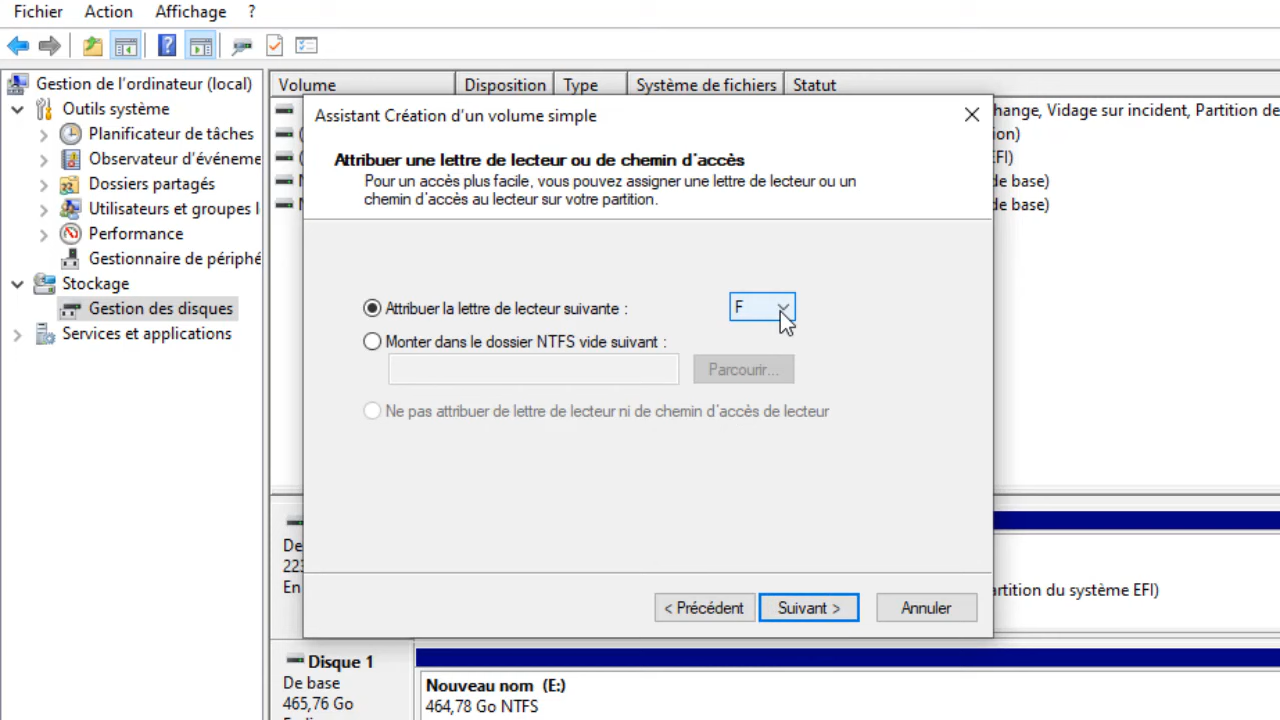 Fichier Action Affichage ?
Gestion de l'ordinateur (local)
Outils système
Planificateur de tâches
Observateur d'événeme
Dossiers partagés
Utilisateurs et groupes l
Performance
Gestionnaire de périphé
Stockage
Gestion des disques
Services et applications
Volume Disposition Type Système de fichiers Statut
hange, Vidage sur incident, Partition de
ion)
FI)
de base)
de base)
Assistant Création d'un volume simple
Attribuer une lettre de lecteur ou de chemin d'accès
Pour un accès plus facile, vous pouvez assigner une lettre de lecteur ou un
chemin d'accès au lecteur sur votre partition.
Attribuer la lettre de lecteur suivante : F
Monter dans le dossier NTFS vide suivant :
Parcourir...
Ne pas attribuer de lettre de lecteur ni de chemin d'accès de lecteur
< Précédent Suivant > Annuler
De
223
En
artition du système EFI)
Disque 1
De base
465,76 Go
Nouveau nom (E:)
464,78 Go NTFS